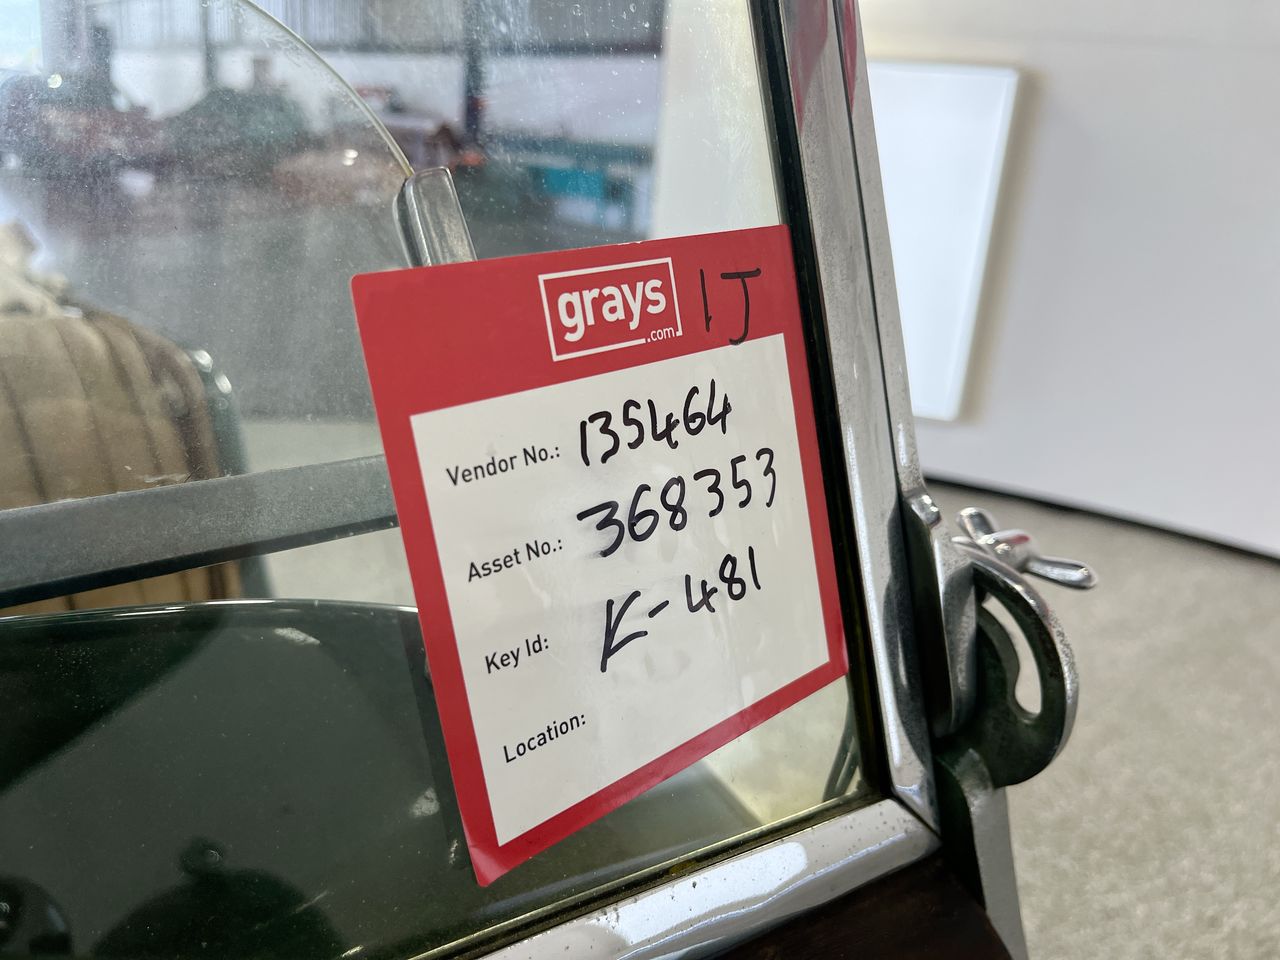 grays
.com
1J
Vendor No.: 135464
Asset No.: 368353
Key Id: K-481
Location: